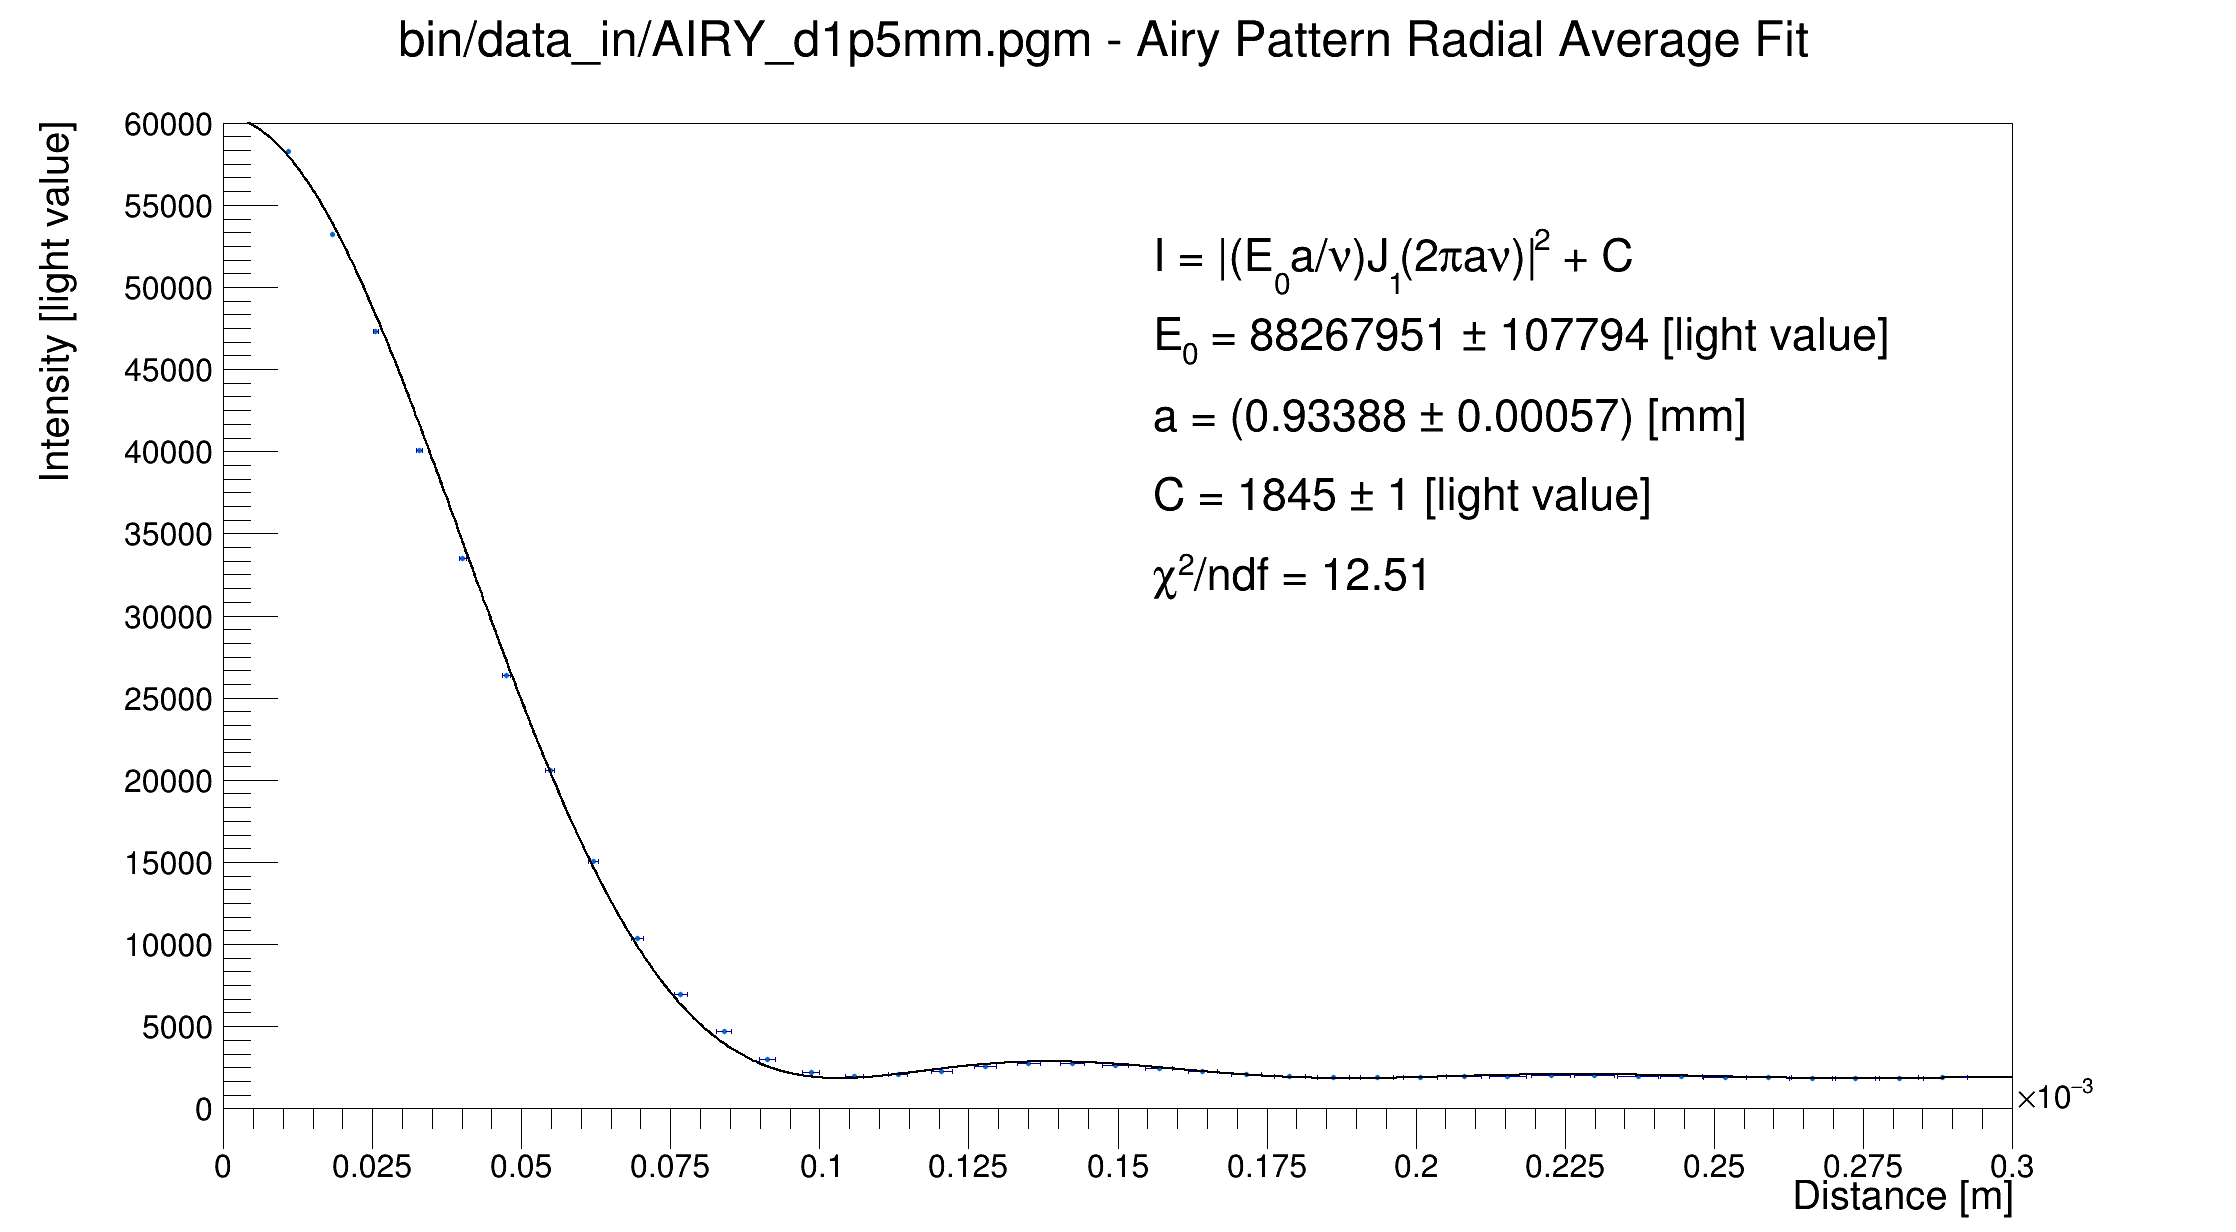 bin/data_in/AIRY_d1p5mm.pgm - Airy Pattern Radial Average Fit
Intensity [light value]
60000
55000
50000
45000
40000
35000
30000
25000
20000
15000
10000
5000
0
I = |(E₀a/ν)J₁(2πaν)|² + C
E₀ = 88267951 ± 107794 [light value]
a = (0.93388 ± 0.00057) [mm]
C = 1845 ± 1 [light value]
χ²/ndf = 12.51
×10⁻³
0 0.025 0.05 0.075 0.1 0.125 0.15 0.175 0.2 0.225 0.25 0.275 0.3
Distance [m]